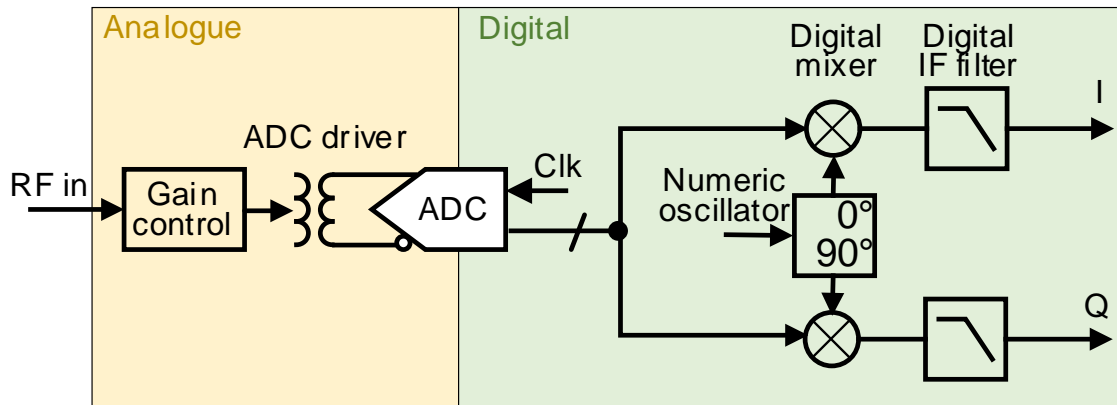 Analogue
Digital
Digital
mixer
Digital
IF filter
I
ADC driver
RF in
Gain
control
ADC
Clk
Numeric
oscillator
0°
90°
Q